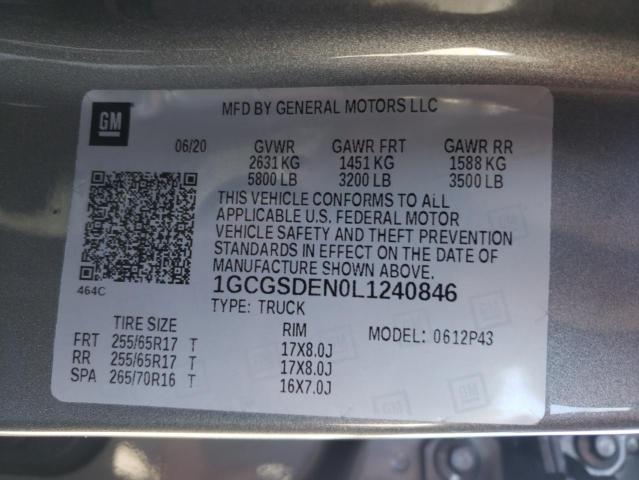 GM
MFD BY GENERAL MOTORS LLC
06/20 GVWR GAWR FRT GAWR RR
2631 KG 1451 KG 1588 KG
5800 LB 3200 LB 3500 LB
THIS VEHICLE CONFORMS TO ALL
APPLICABLE U.S. FEDERAL MOTOR
VEHICLE SAFETY AND THEFT PREVENTION
STANDARDS IN EFFECT ON THE DATE OF
MANUFACTURE SHOWN ABOVE.
464C
1GCGSDEN0L1240846
TYPE: TRUCK
TIRE SIZE RIM MODEL: 0612P43
FRT 255/65R17 T 17X8.0J
RR 255/65R17 T 17X8.0J
SPA 265/70R16 T 16X7.0J